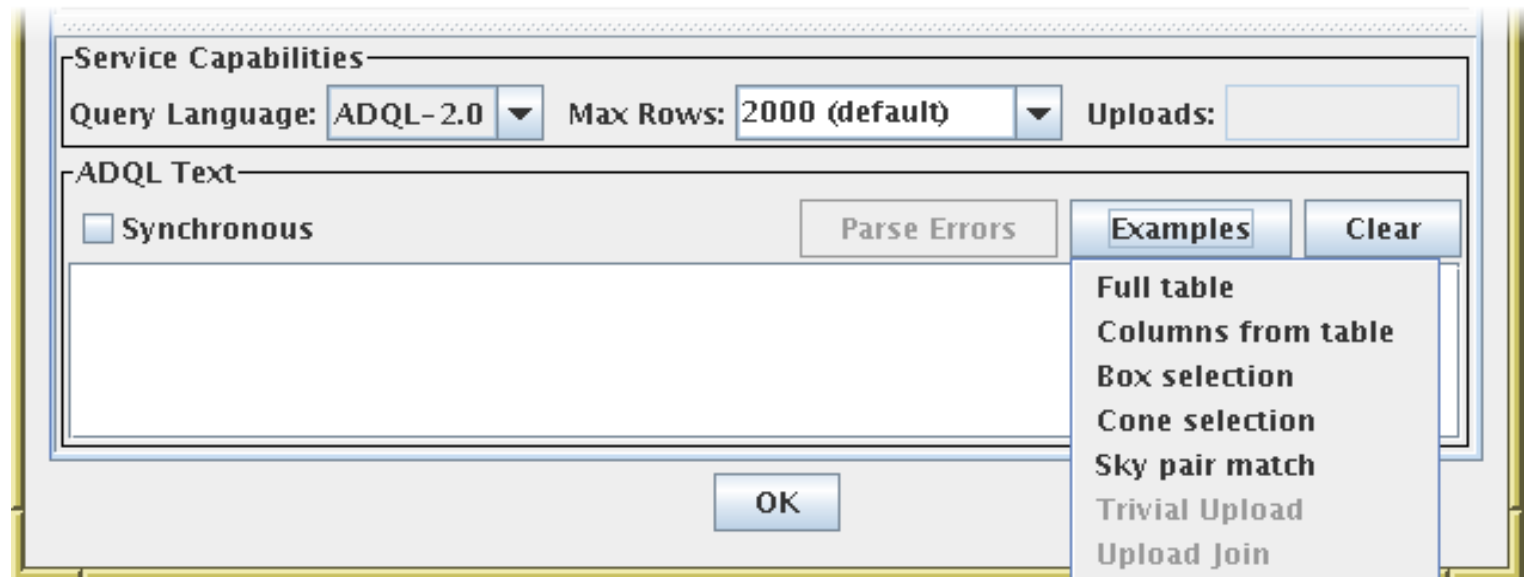 Service Capabilities
Query Language: ADQL-2.0 Max Rows: 2000 (default) Uploads:
ADQL Text
Synchronous Parse Errors Examples Clear
Full table
Columns from table
Box selection
Cone selection
Sky pair match
OK
Trivial Upload
Upload Join